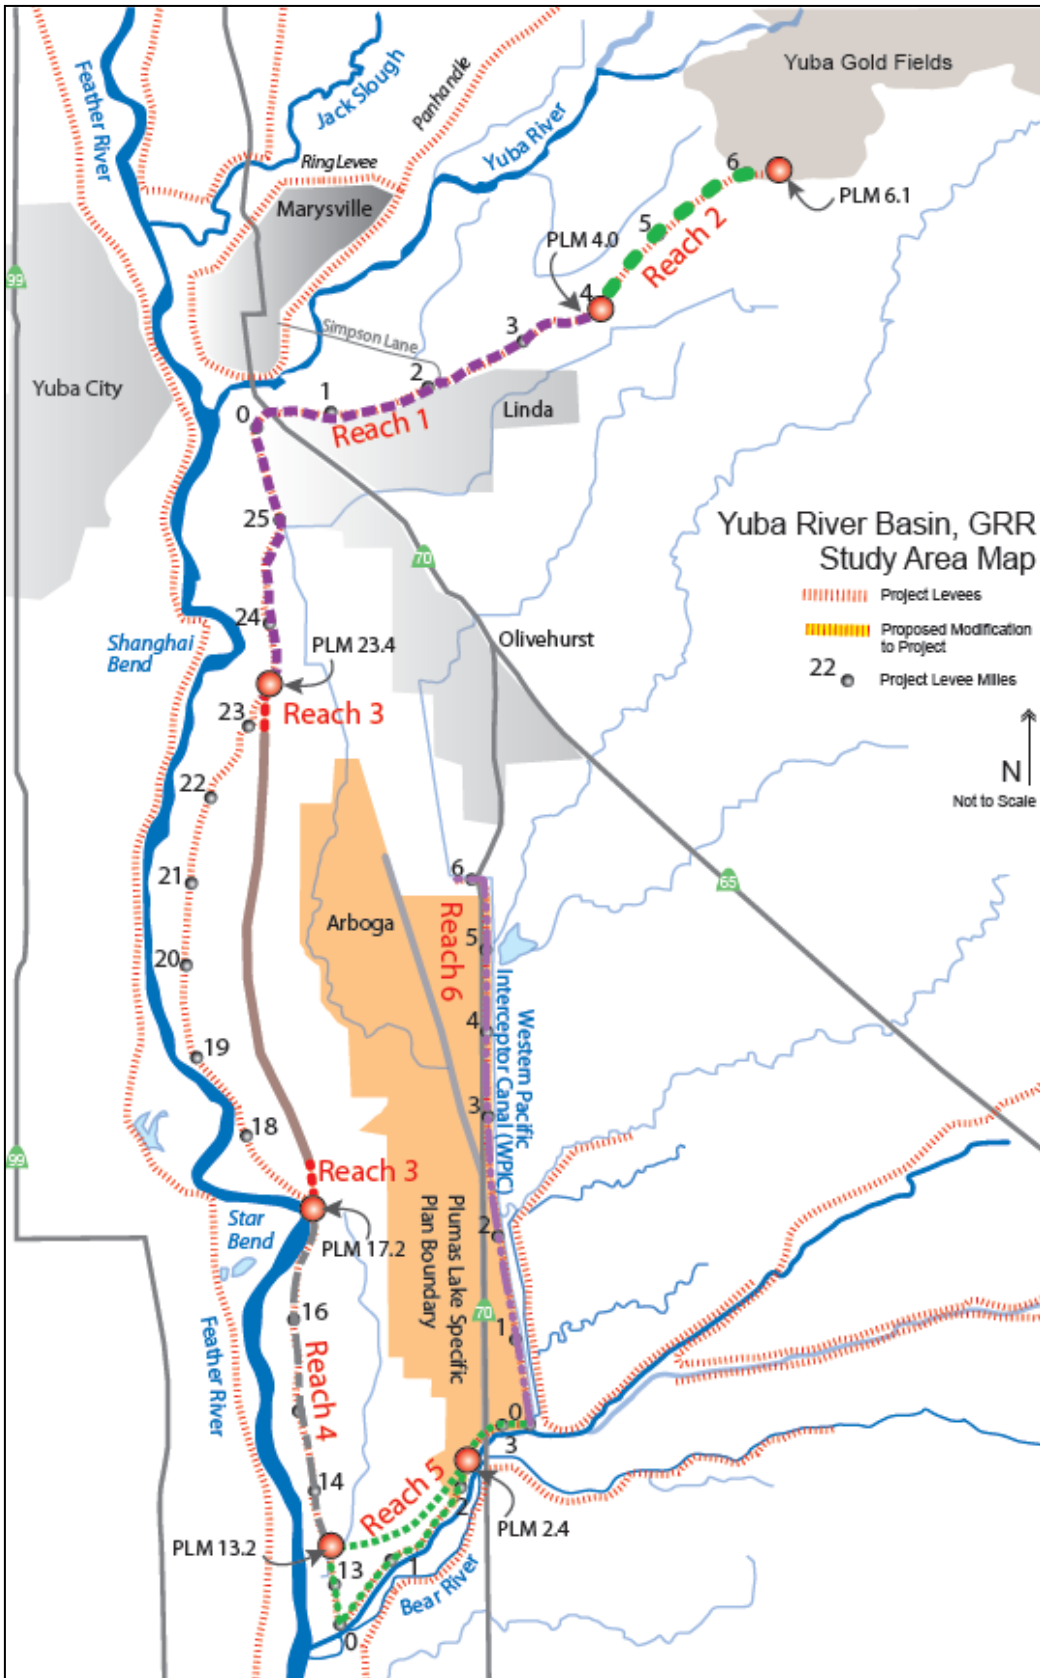 Yuba Gold Fields
Feather River
Jack Slough
Panhandle
Yuba River
Ring Levee
Marysville
6
PLM 6.1
5
Reach 2
PLM 4.0
4
99
3
Simpson Lane
2
Yuba City
1
0
Linda
Reach 1
25
Yuba River Basin, GRR
Study Area Map
70
Project Levees
Proposed Modification
to Project
22
Project Levee Milles
24
Olivehurst
Shanghai
Bend
PLM 23.4
23
Reach 3
N
Not to Scale
22
21
6
65
20
Arboga
Reach 6
5
4
Western Pacific
Interceptor Canal (WPIC)
19
3
18
99
Reach 3
Star
Bend
PLM 17.2
2
Plumas Lake Specific
Plan Boundary
70
16
1
Feather River
Reach 4
0
3
14
Reach 5
2
PLM 2.4
PLM 13.2
13
1
Bear River
0